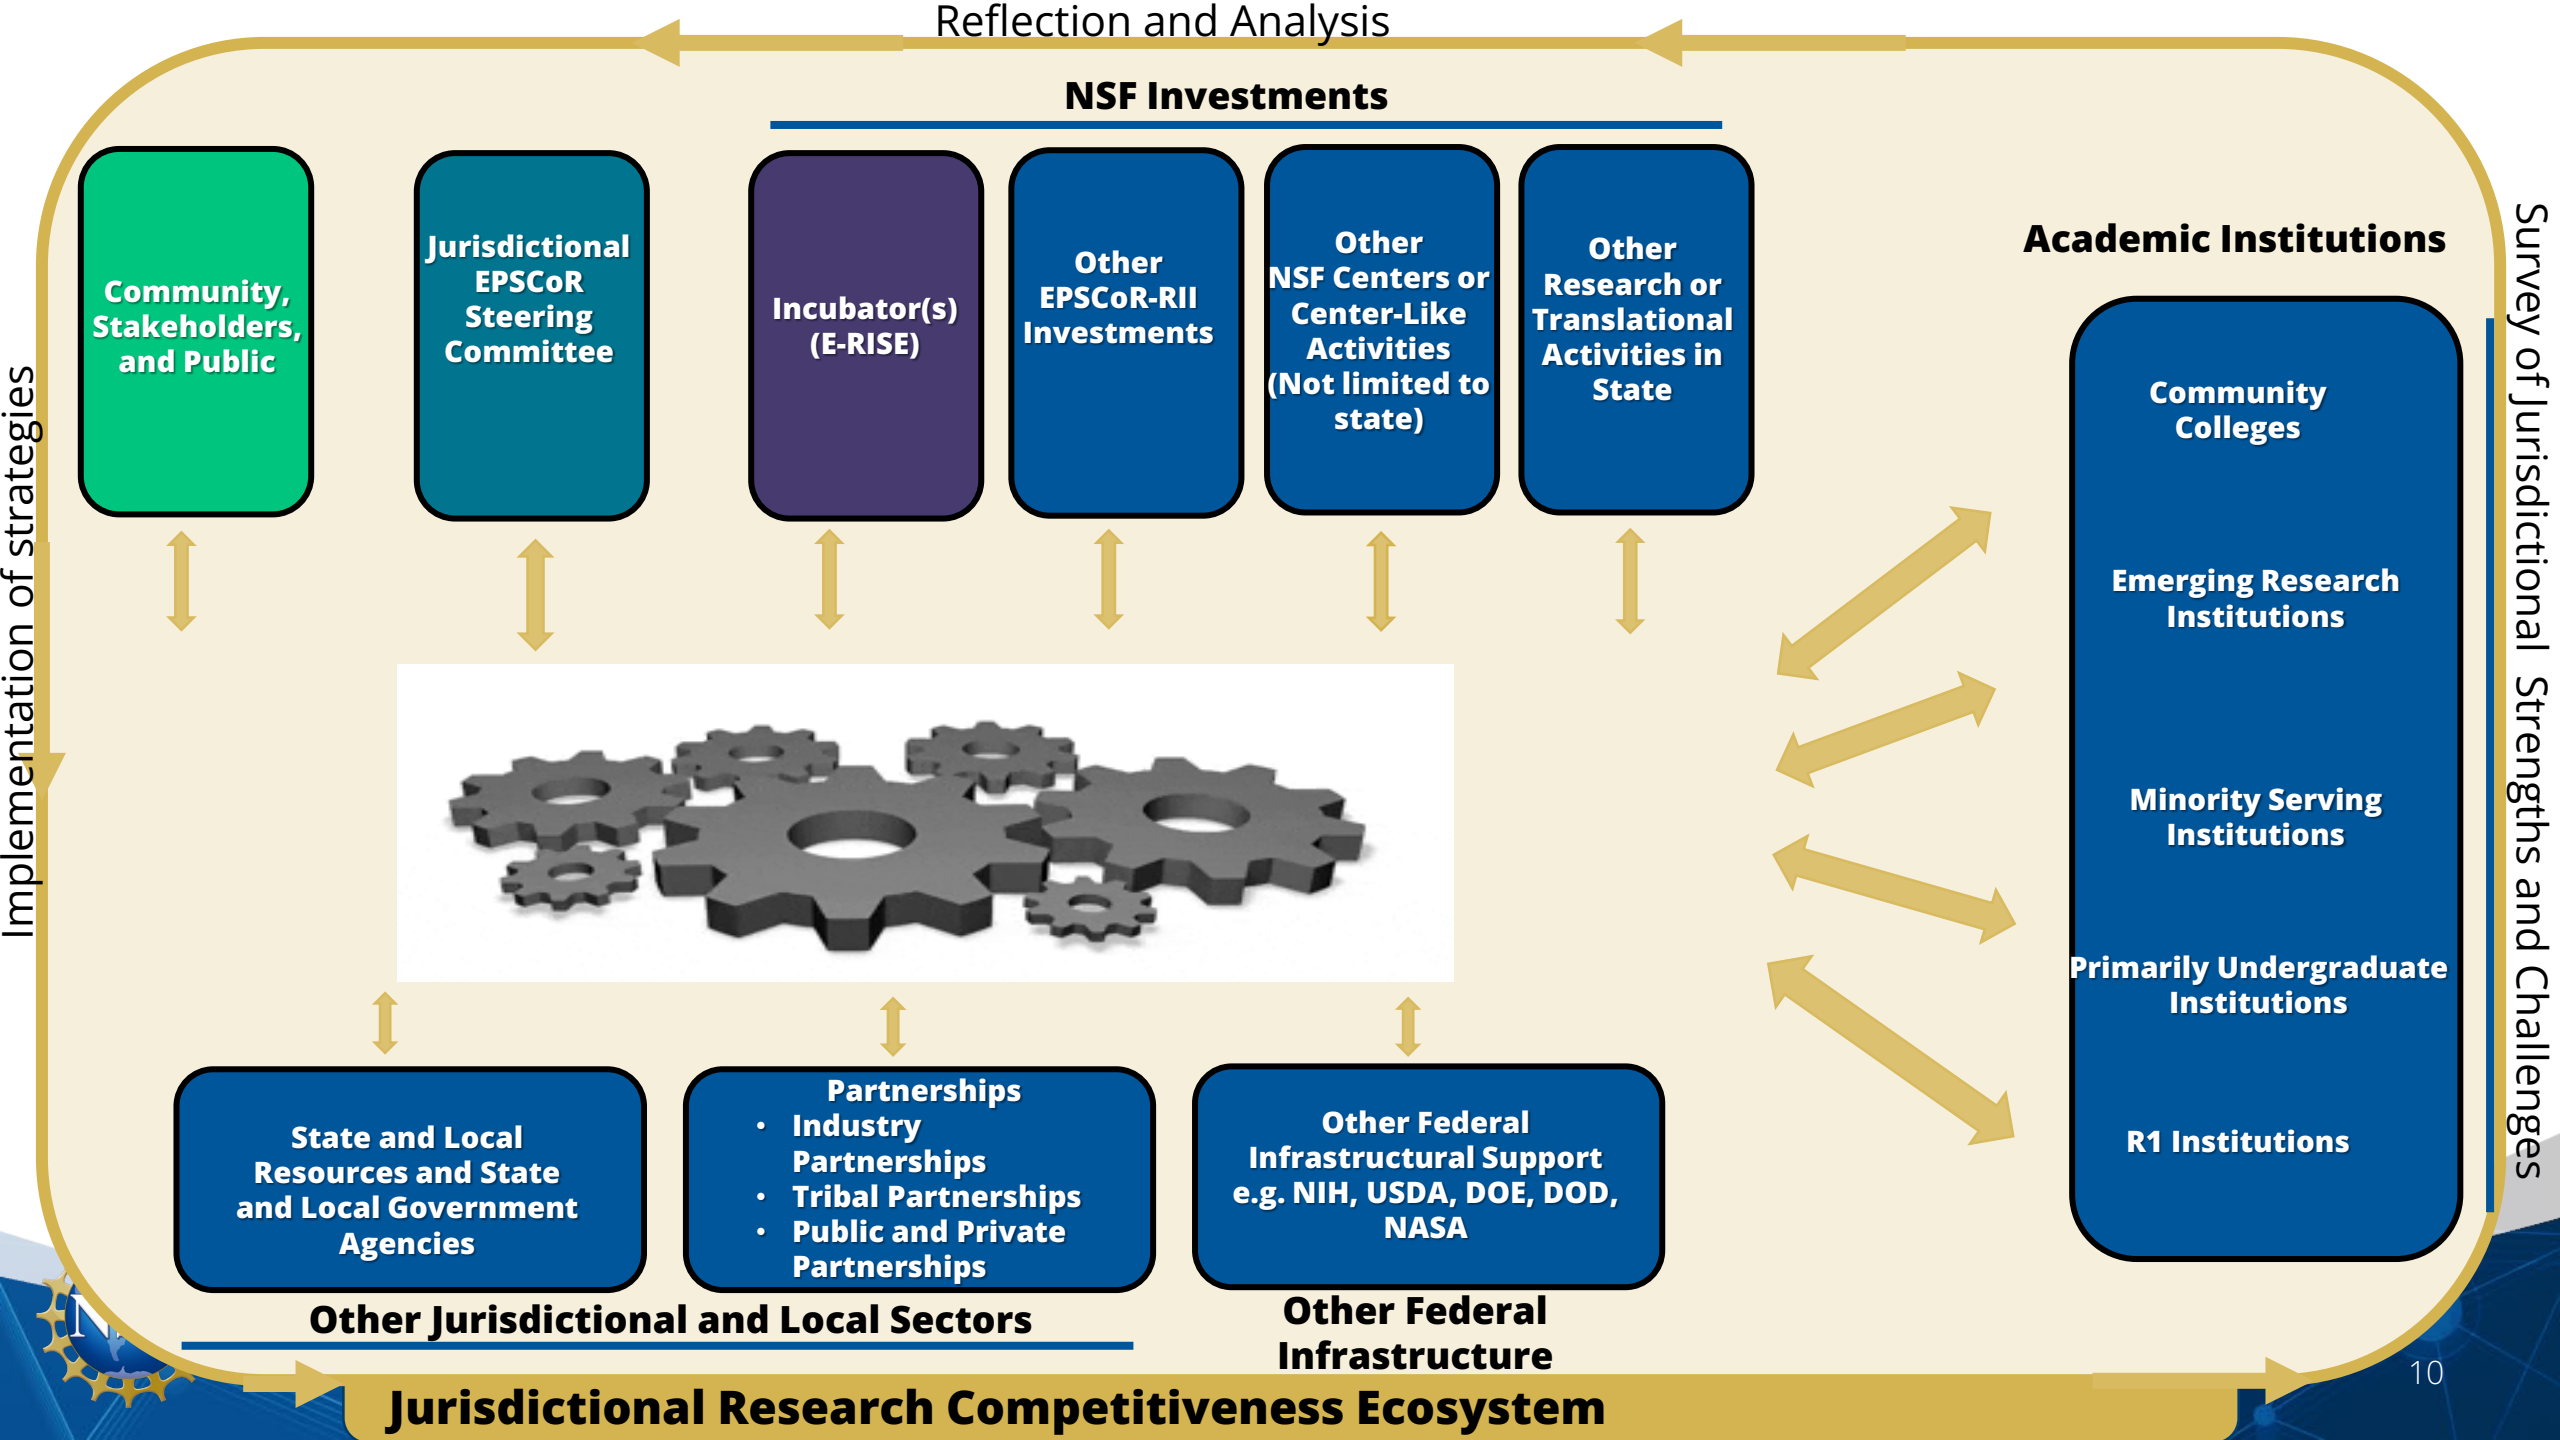 Reflection and Analysis
NSF Investments
Community,
Stakeholders,
and Public
Jurisdictional
EPSCoR
Steering
Committee
Incubator(s)
(E-RISE)
Other
EPSCoR-RII
Investments
Other
NSF Centers or
Center-Like
Activities
(Not limited to
state)
Other
Research or
Translational
Activities in
State
Academic Institutions
Community
Colleges
Emerging Research
Institutions
Minority Serving
Institutions
Primarily Undergraduate
Institutions
R1 Institutions
Survey of Jurisdictional Strengths and Challenges
Implementation of strategies
State and Local
Resources and State
and Local Government
Agencies
Partnerships
• Industry
Partnerships
• Tribal Partnerships
• Public and Private
Partnerships
Other Federal
Infrastructural Support
e.g. NIH, USDA, DOE, DOD,
NASA
Other Jurisdictional and Local Sectors
Other Federal
Infrastructure
Jurisdictional Research Competitiveness Ecosystem
10